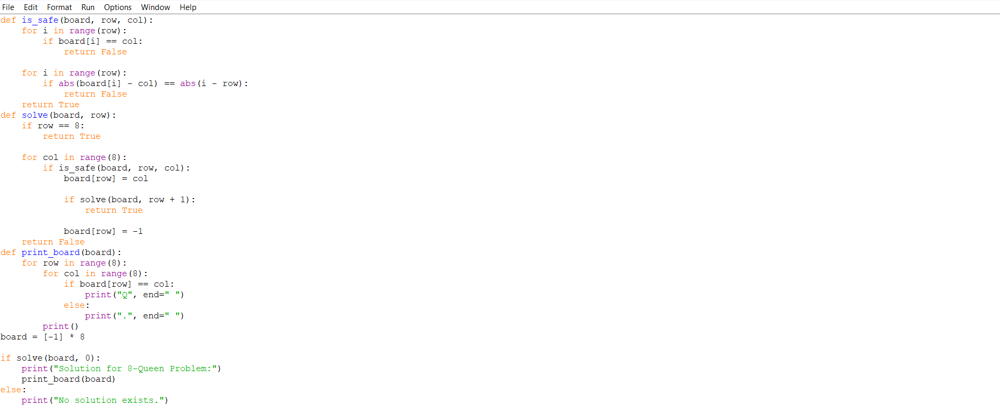 File Edit Format Run Options Window Help
def is_safe(board, row, col):
    for i in range(row):
        if board[i] == col:
            return False

    for i in range(row):
        if abs(board[i] - col) == abs(i - row):
            return False
    return True
def solve(board, row):
    if row == 8:
        return True

    for col in range(8):
        if is_safe(board, row, col):
            board[row] = col

            if solve(board, row + 1):
                return True

            board[row] = -1
    return False
def print_board(board):
    for row in range(8):
        for col in range(8):
            if board[row] == col:
                print("Q", end=" ")
            else:
                print(".", end=" ")
        print()
board = [-1] * 8

if solve(board, 0):
    print("Solution for 8-Queen Problem:")
    print_board(board)
else:
    print("No solution exists.")